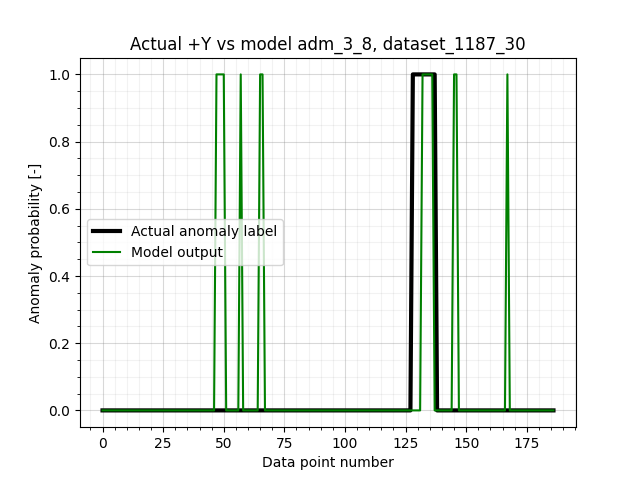 Actual +Y vs model adm_3_8, dataset_1187_30
Anomaly probability [-]
1.0
0.8
0.6
0.4
0.2
0.0
Actual anomaly label
Model output
0 25 50 75 100 125 150 175
Data point number